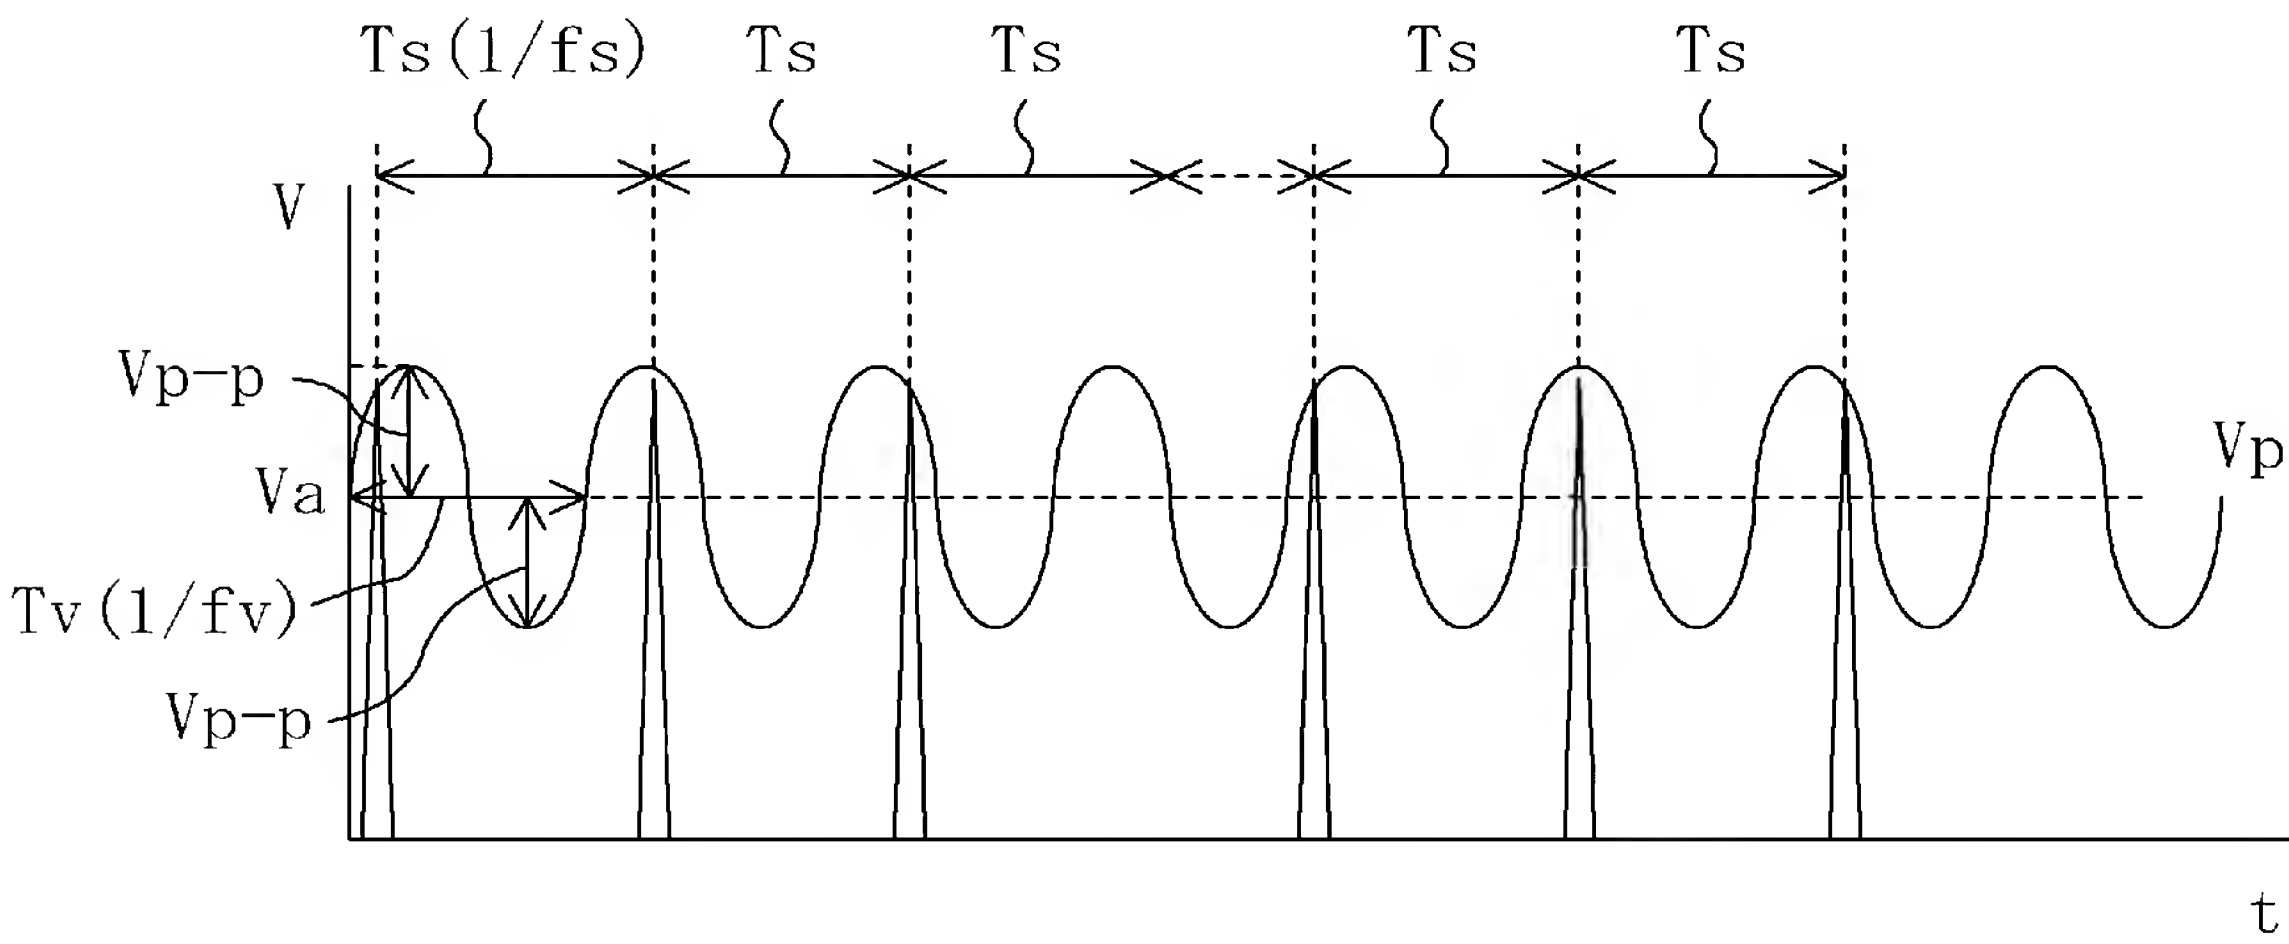 Ts(1/fs) Ts Ts Ts Ts
V
Vp-p
Vp
Va
Tv(1/fv)
Vp-p
t